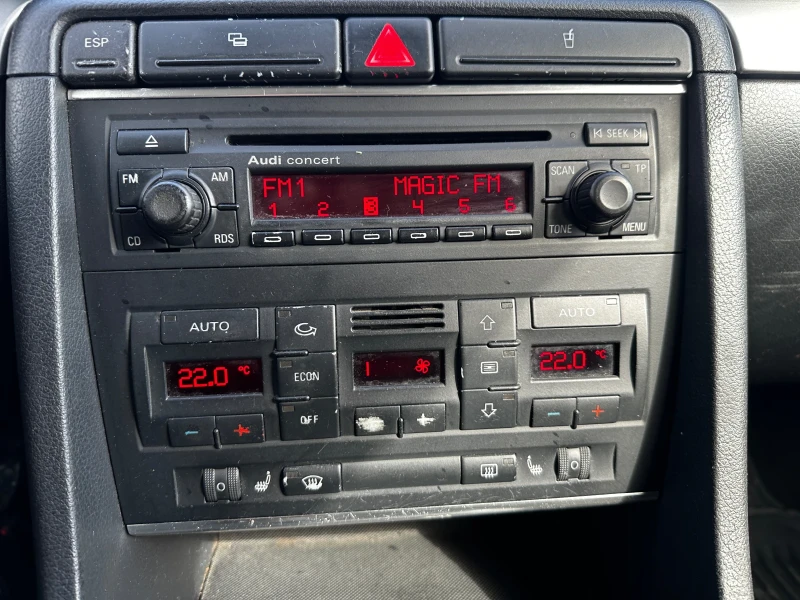 ESP
SEEK
Audi concert
FM AM
FM1 MAGIC FM
1 2 3 4 5 6
SCAN TP
CD RDS
TONE MENU
AUTO
AUTO
22.0 °C
ECON
1
22.0 °C
OFF